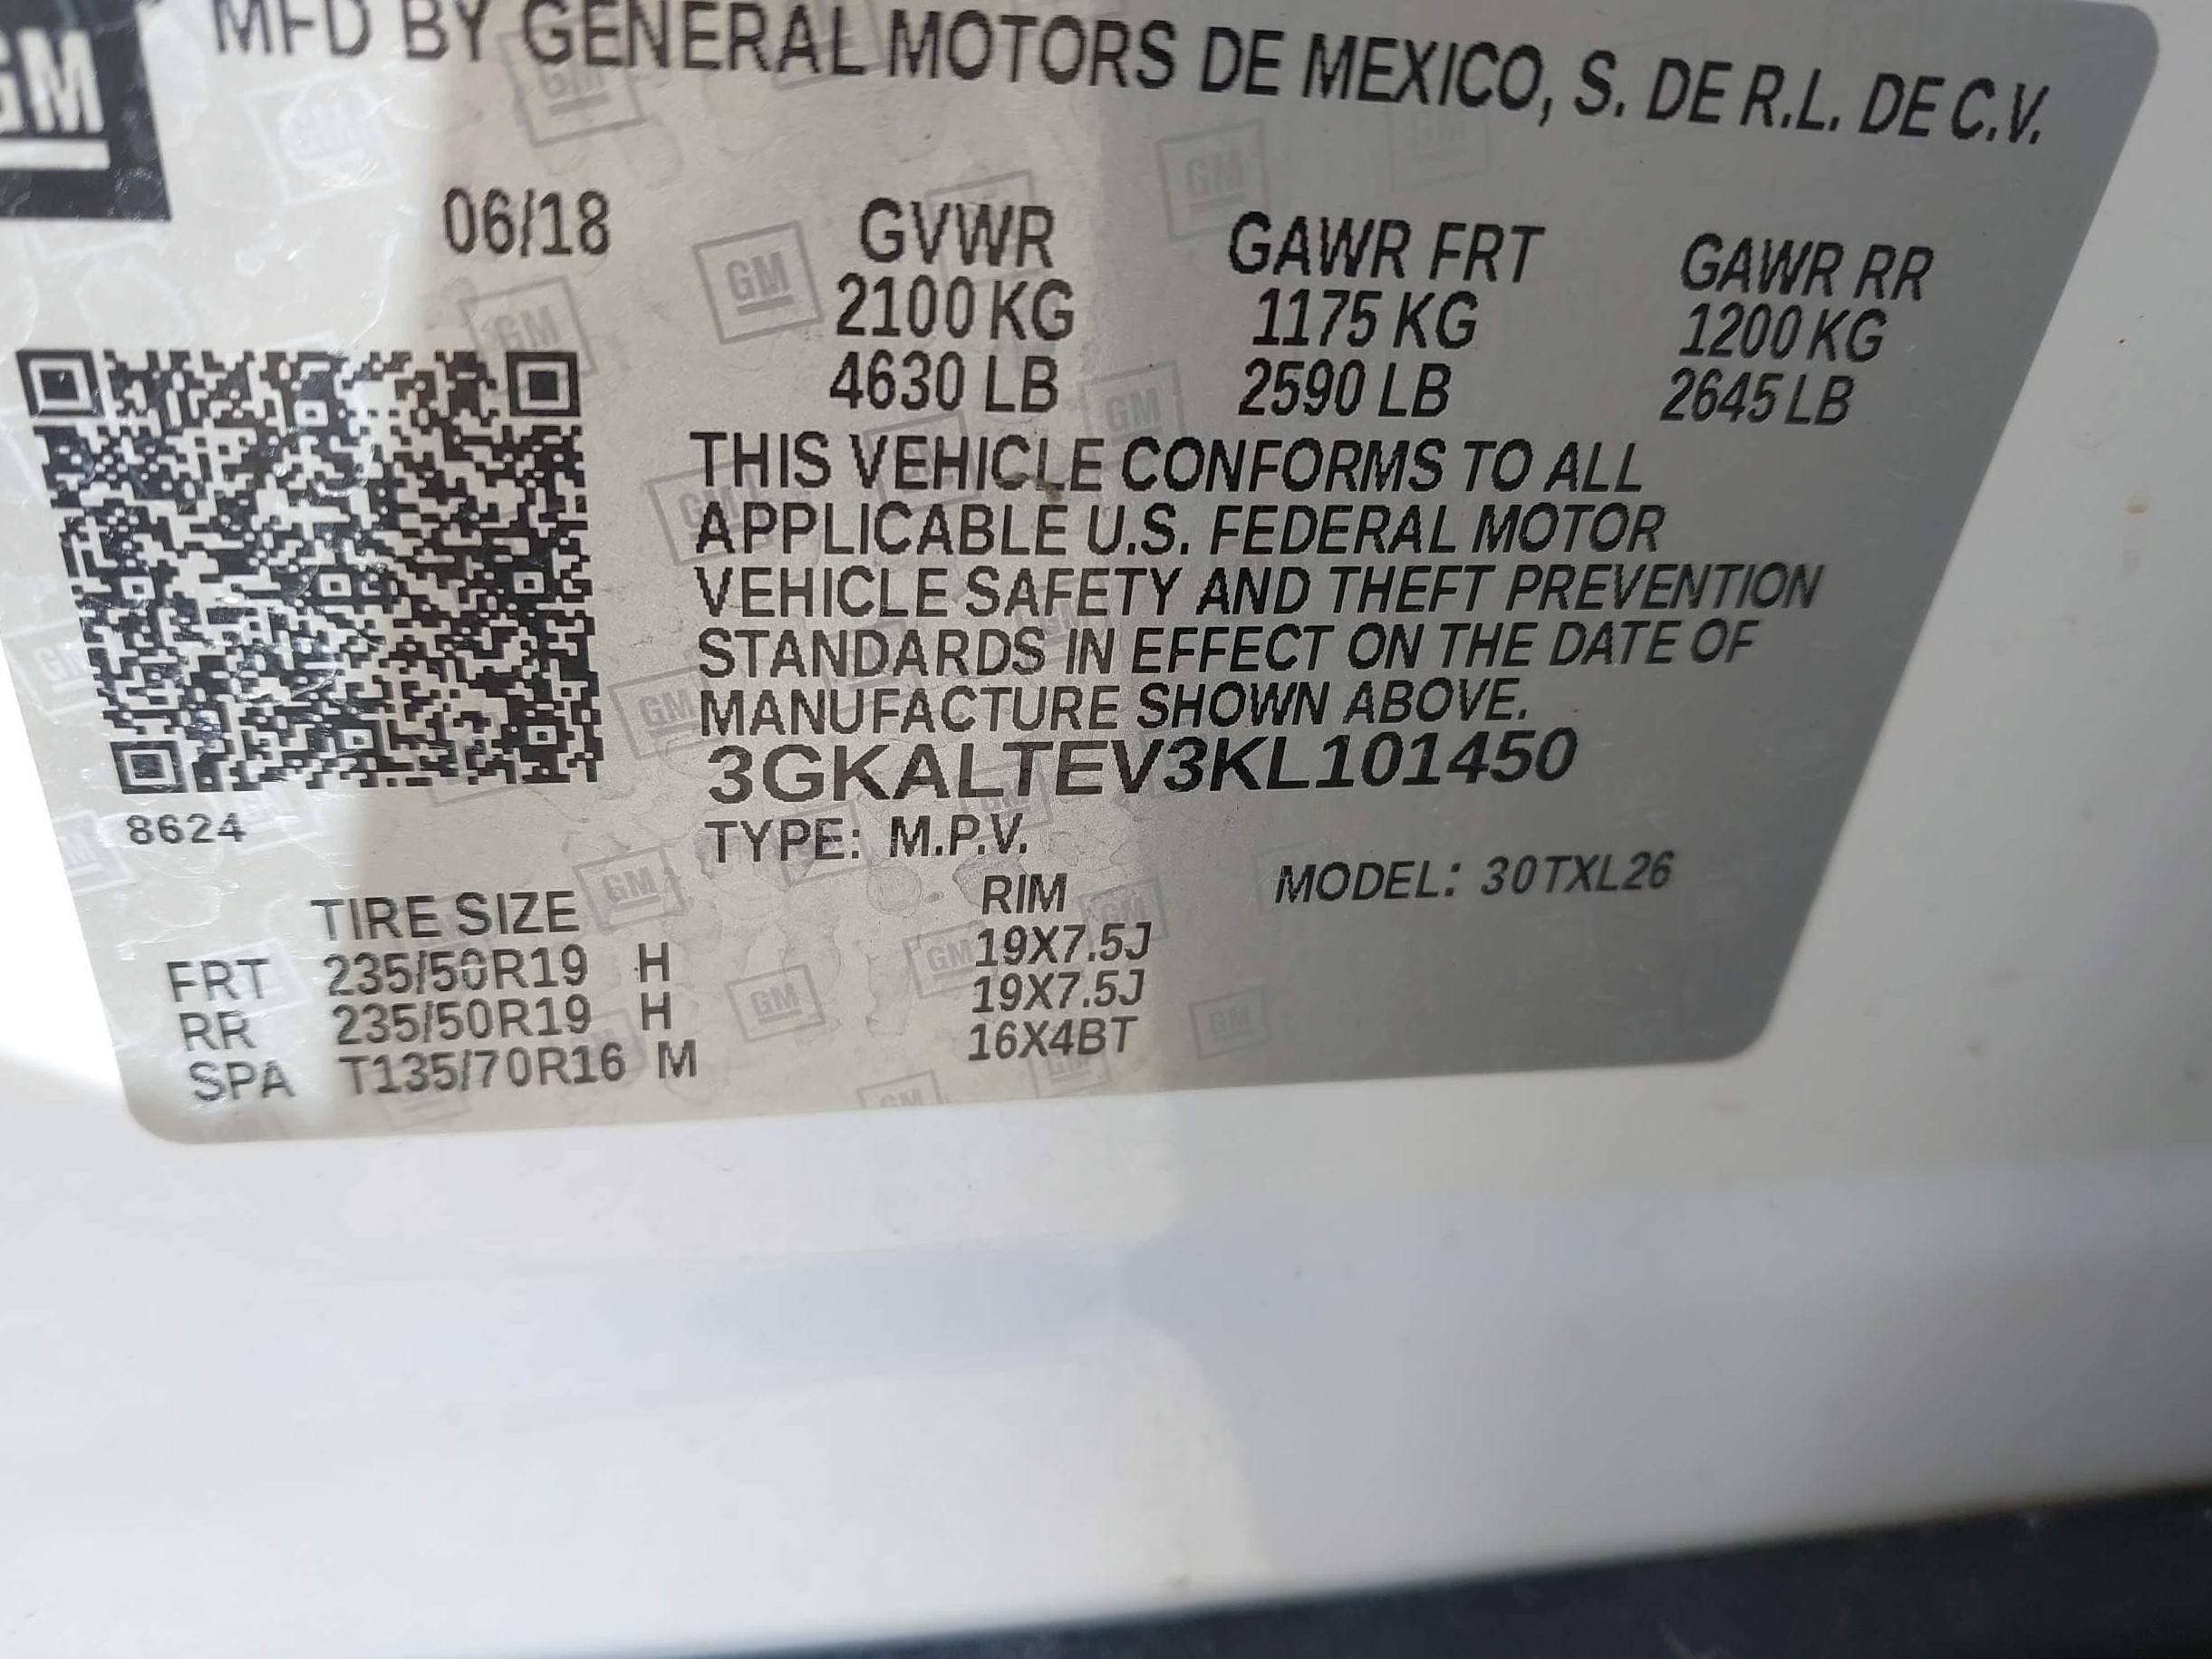 GM
MFD BY GENERAL MOTORS DE MEXICO, S. DE R.L. DE C.V.
06/18
GVWR GAWR FRT GAWR RR
2100 KG 1175 KG 1200 KG
4630 LB 2590 LB 2645 LB
THIS VEHICLE CONFORMS TO ALL
APPLICABLE U.S. FEDERAL MOTOR
VEHICLE SAFETY AND THEFT PREVENTION
STANDARDS IN EFFECT ON THE DATE OF
MANUFACTURE SHOWN ABOVE.
3GKALTEV3KL101450
8624
TYPE: M.P.V. MODEL: 30TXL26
TIRE SIZE RIM
FRT 235/50R19 H 19X7.5J
RR 235/50R19 H 19X7.5J
SPA T135/70R16 M 16X4BT